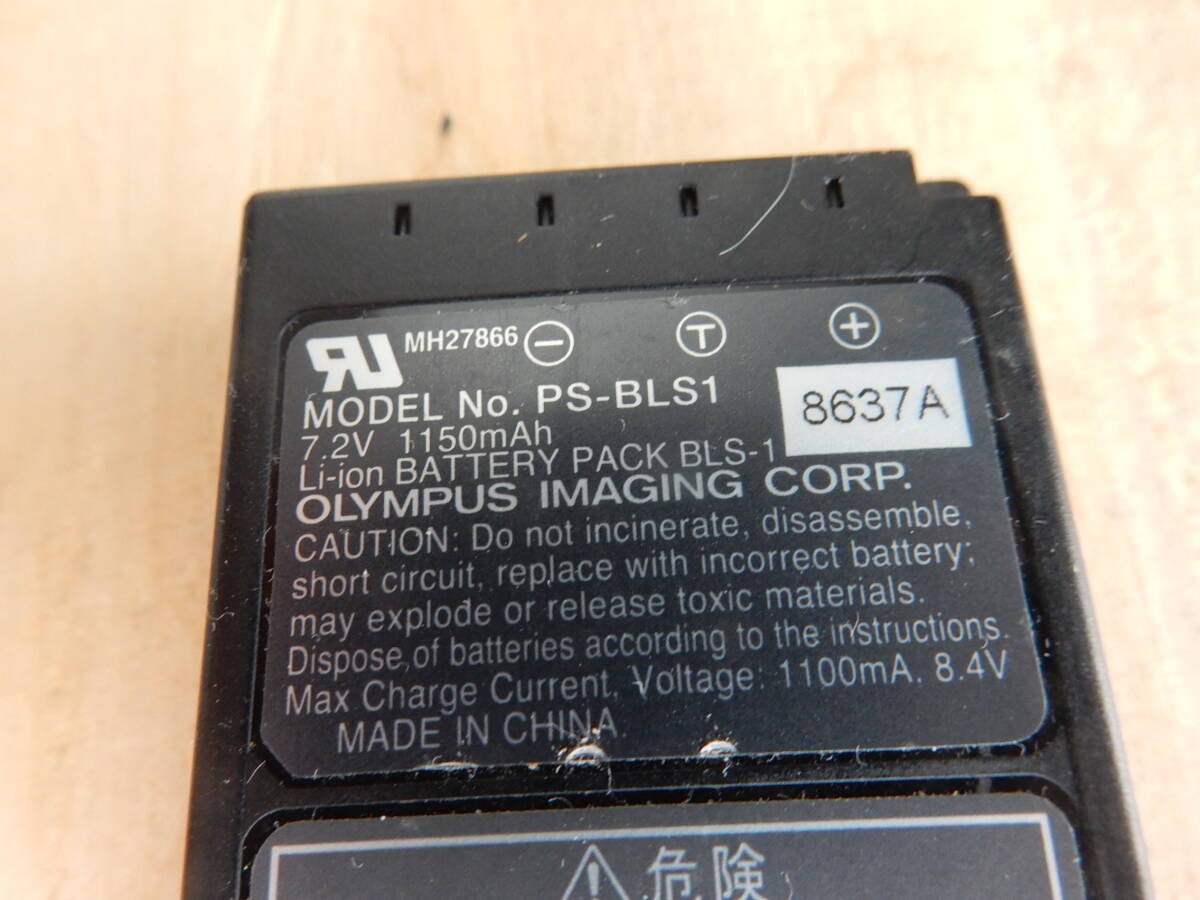 MH27866 − T +
MODEL No. PS-BLS1
8637A
7.2V 1150mAh
Li-ion BATTERY PACK BLS-1
OLYMPUS IMAGING CORP.
CAUTION: Do not incinerate, disassemble,
short circuit, replace with incorrect battery;
may explode or release toxic materials.
Dispose of batteries according to the instructions.
Max Charge Current, Voltage: 1100mA, 8.4V
MADE IN CHINA
危険